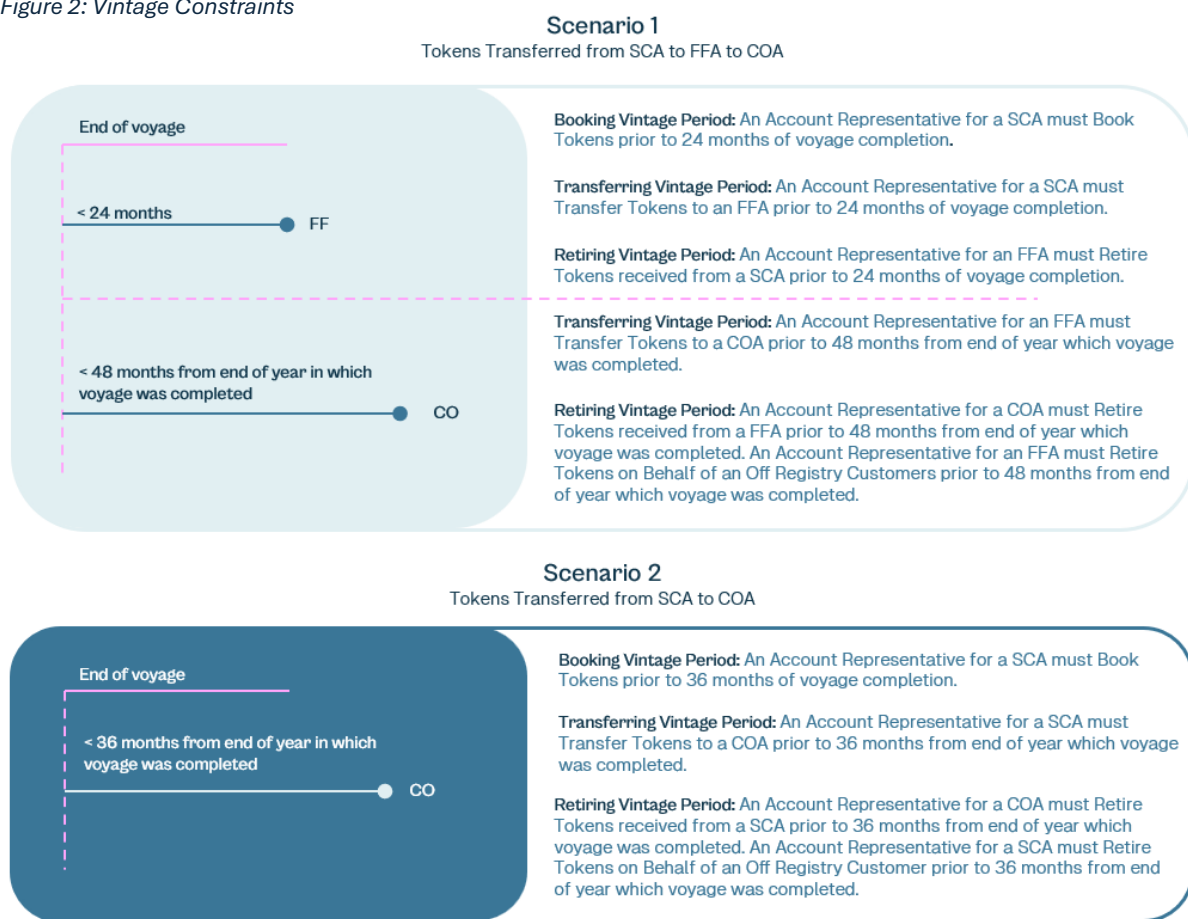 Figure 2: Vintage Constraints
Scenario 1
Tokens Transferred from SCA to FFA to COA
End of voyage
< 24 months
FF
< 48 months from end of year in which
voyage was completed
CO
Booking Vintage Period: An Account Representative for a SCA must Book
Tokens prior to 24 months of voyage completion.
Transferring Vintage Period: An Account Representative for a SCA must
Transfer Tokens to an FFA prior to 24 months of voyage completion.
Retiring Vintage Period: An Account Representative for an FFA must Retire
Tokens received from a SCA prior to 24 months of voyage completion.
Transferring Vintage Period: An Account Representative for an FFA must
Transfer Tokens to a COA prior to 48 months from end of year which voyage
was completed.
Retiring Vintage Period: An Account Representative for a COA must Retire
Tokens received from a FFA prior to 48 months from end of year which
voyage was completed. An Account Representative for an FFA must Retire
Tokens on Behalf of an Off Registry Customers prior to 48 months from end
of year which voyage was completed.
Scenario 2
Tokens Transferred from SCA to COA
End of voyage
< 36 months from end of year in which
voyage was completed
CO
Booking Vintage Period: An Account Representative for a SCA must Book
Tokens prior to 36 months of voyage completion.
Transferring Vintage Period: An Account Representative for a SCA must
Transfer Tokens to a COA prior to 36 months from end of year which voyage
was completed.
Retiring Vintage Period: An Account Representative for a COA must Retire
Tokens received from a SCA prior to 36 months from end of year which
voyage was completed. An Account Representative for a SCA must Retire
Tokens on Behalf of an Off Registry Customer prior to 36 months from end
of year which voyage was completed.